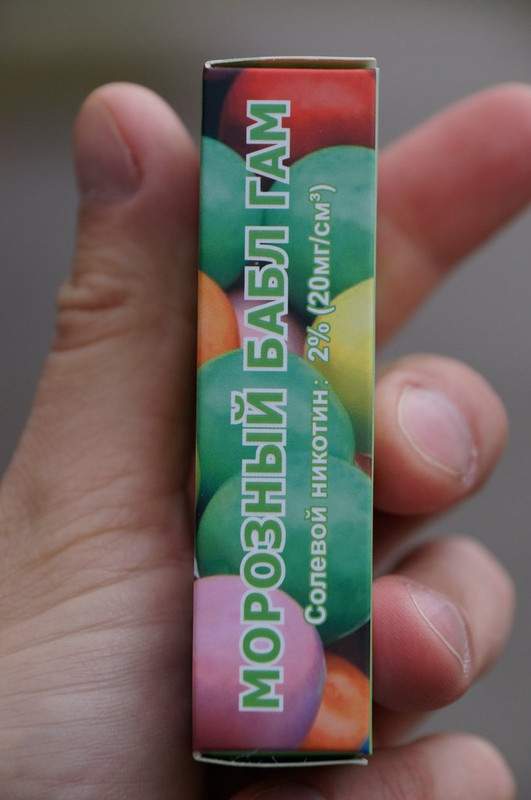 МОРОЗНЫЙ БАБЛ ГАМ
Солевой никотин: 2% (20мг/см³)